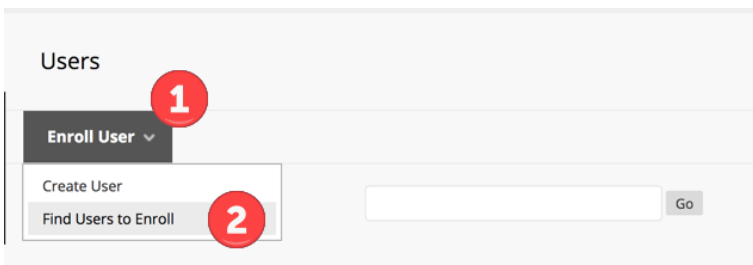 Users
1
Enroll User
Create User
Find Users to Enroll
2
Go